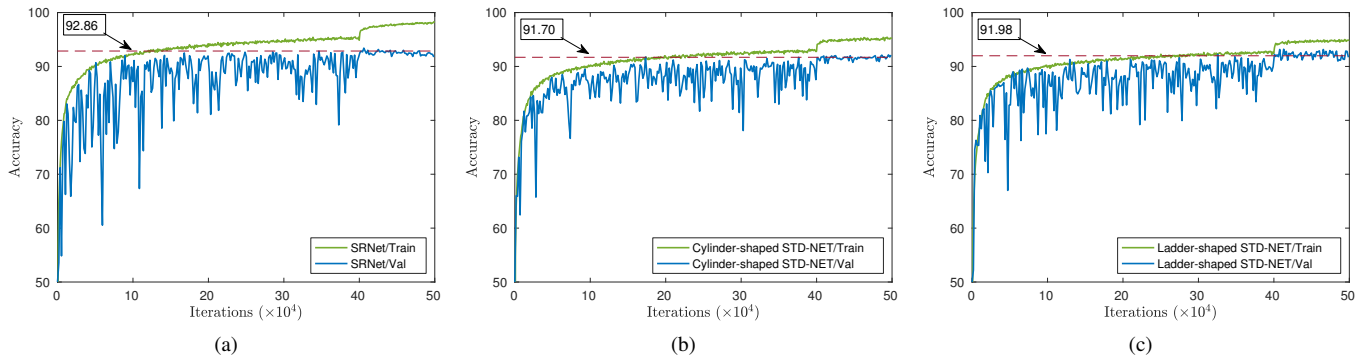 100
90
80
70
60
50
0
10
20
30
40
50
Accuracy
Iterations (×10⁴)
92.86
SRNet/Train
SRNet/Val
(a)
100
90
80
70
60
50
0
10
20
30
40
50
Accuracy
Iterations (×10⁴)
91.70
Cylinder-shaped STD-NET/Train
Cylinder-shaped STD-NET/Val
(b)
100
90
80
70
60
50
0
10
20
30
40
50
Accuracy
Iterations (×10⁴)
91.98
Ladder-shaped STD-NET/Train
Ladder-shaped STD-NET/Val
(c)